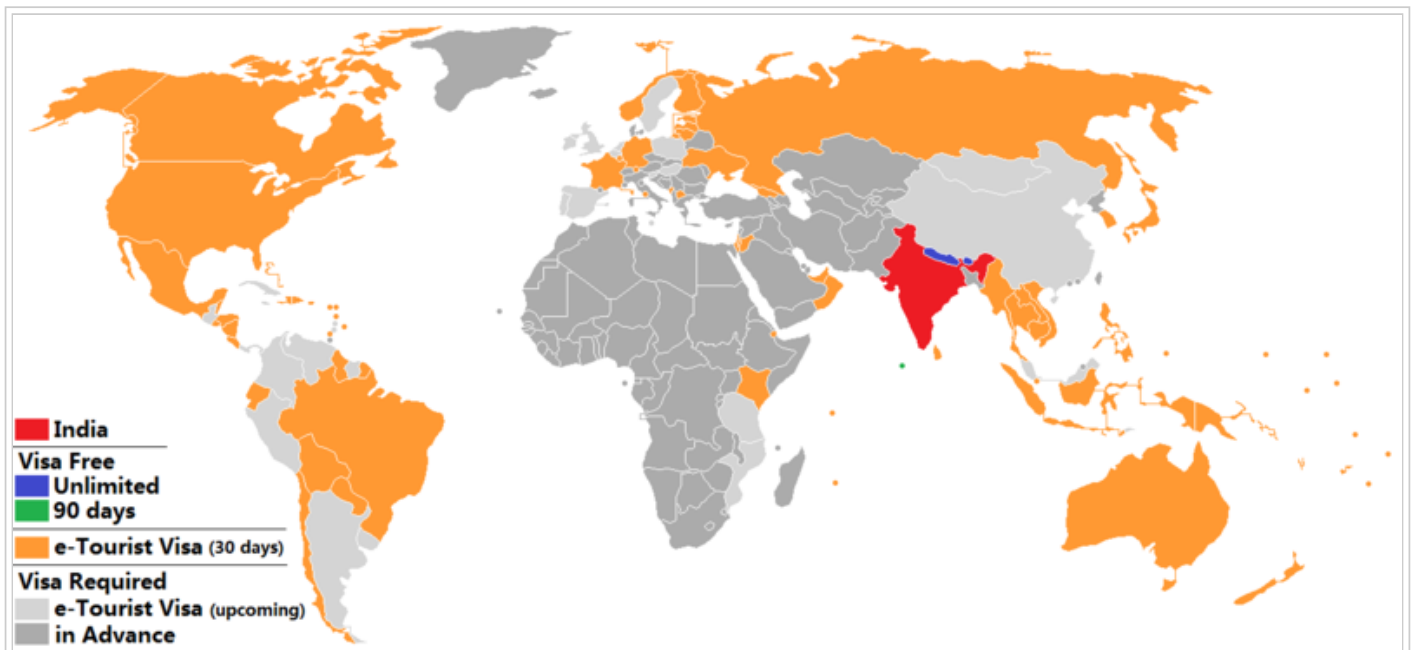 India
Visa Free
Unlimited
90 days
e-Tourist Visa (30 days)
Visa Required
e-Tourist Visa (upcoming)
in Advance